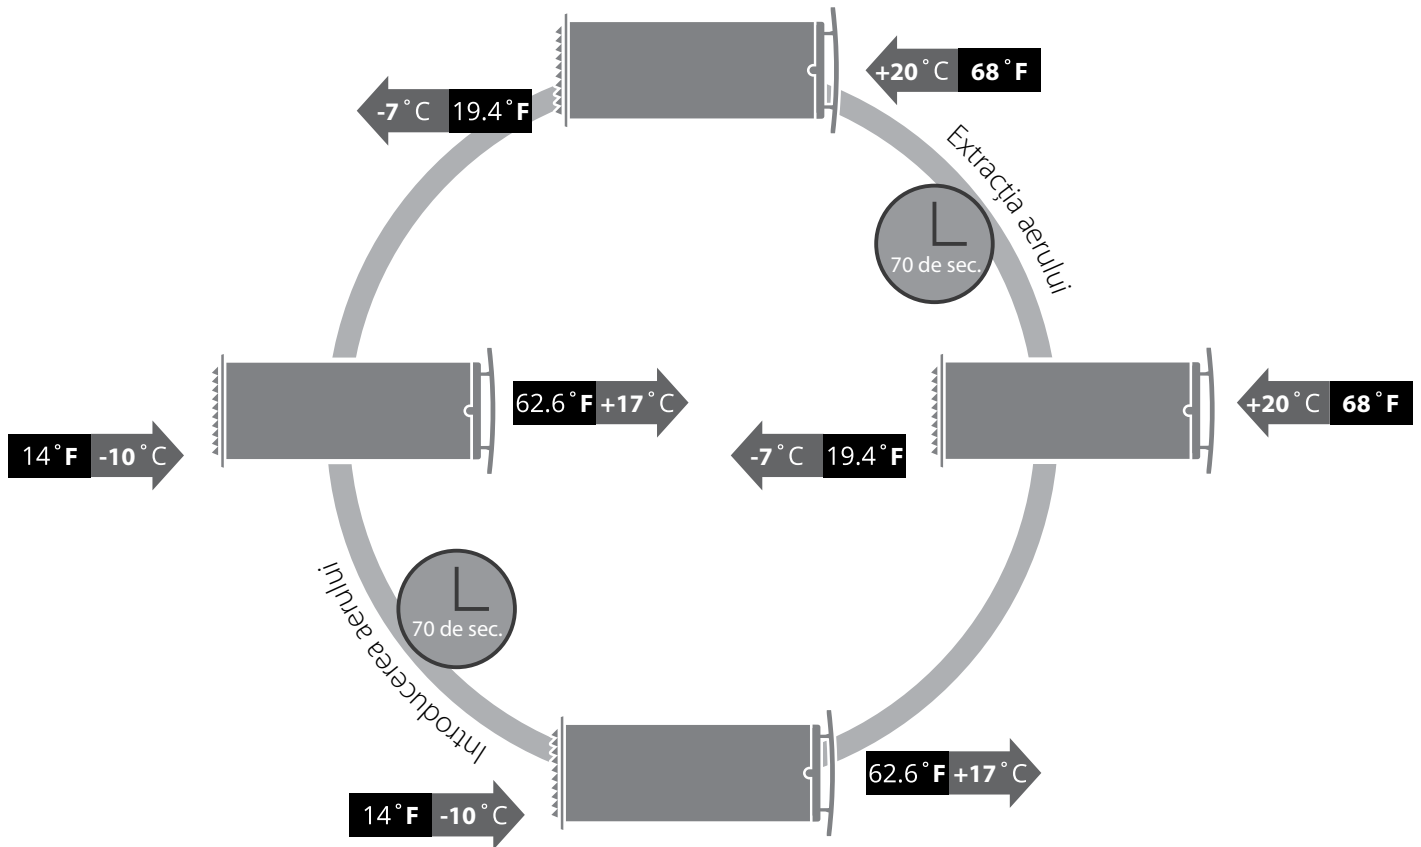 +20°C 68°F
-7°C 19.4°F
Extracţia aerului
70 de sec.
62.6°F +17°C
+20°C 68°F
14°F -10°C
-7°C 19.4°F
70 de sec.
Introducerea aerului
62.6°F +17°C
14°F -10°C